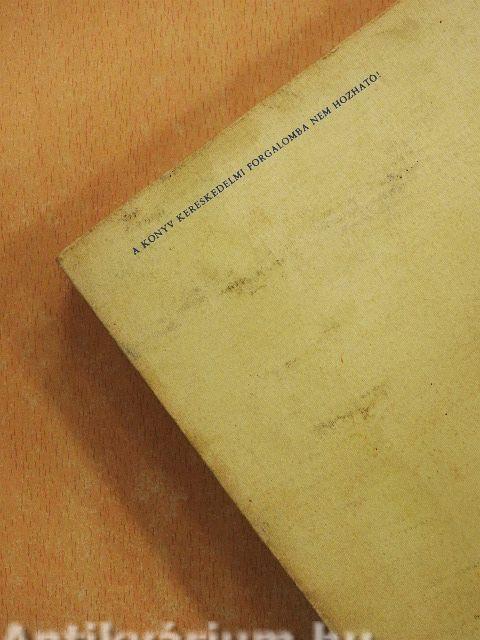 A KÖNYV KERESKEDELMI FORGALOMBA NEM HOZHATÓ!
Antikvárium.hu